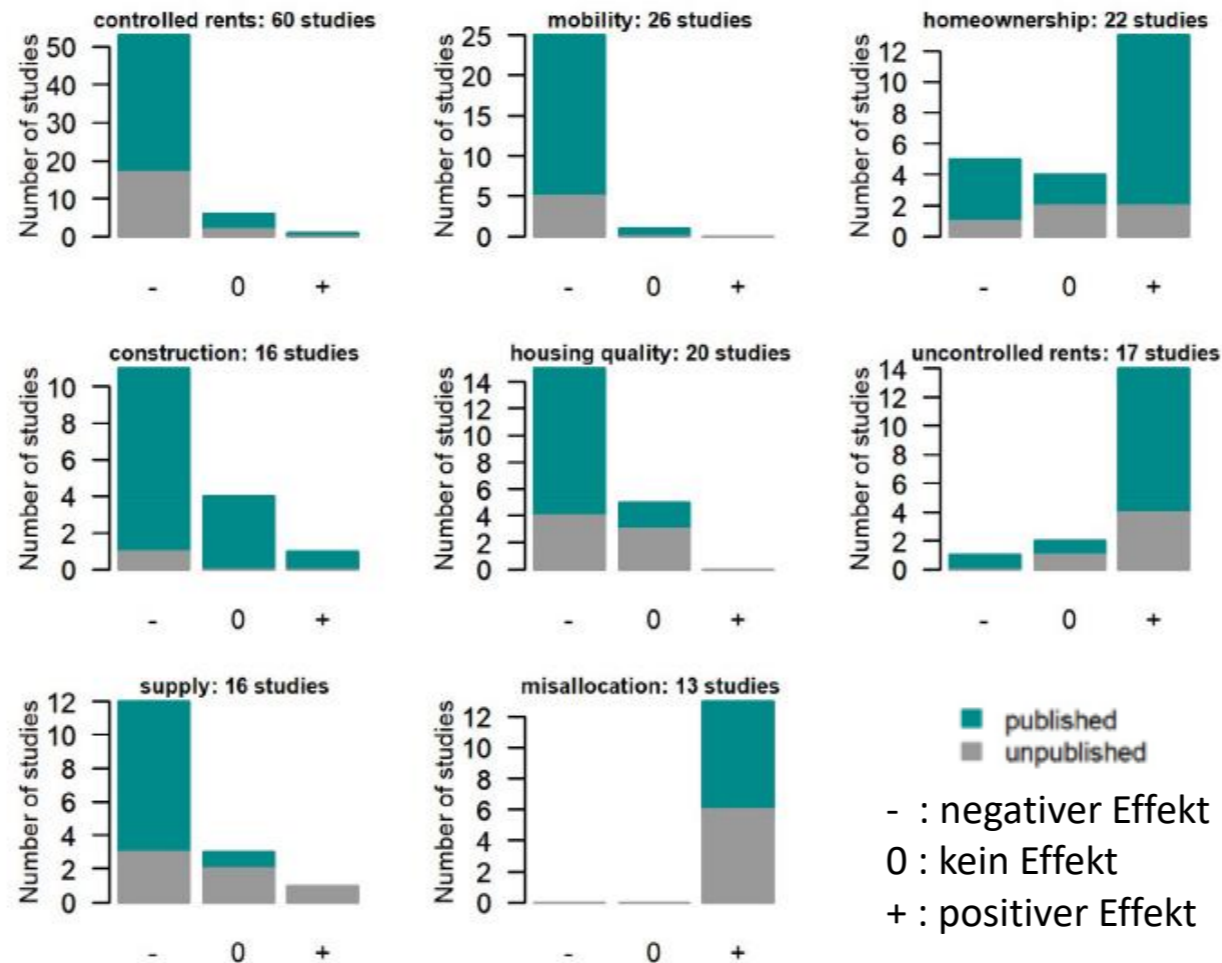 controlled rents: 60 studies
Number of studies
50
40
30
20
10
0
- 0 +
mobility: 26 studies
Number of studies
25
20
15
10
5
0
- 0 +
homeownership: 22 studies
Number of studies
12
10
8
6
4
2
0
- 0 +
construction: 16 studies
Number of studies
10
8
6
4
2
0
- 0 +
housing quality: 20 studies
Number of studies
14
12
10
8
6
4
2
0
- 0 +
uncontrolled rents: 17 studies
Number of studies
14
12
10
8
6
4
2
0
- 0 +
supply: 16 studies
Number of studies
12
10
8
6
4
2
0
- 0 +
misallocation: 13 studies
Number of studies
12
10
8
6
4
2
0
- 0 +
published
unpublished
- : negativer Effekt
0 : kein Effekt
+ : positiver Effekt